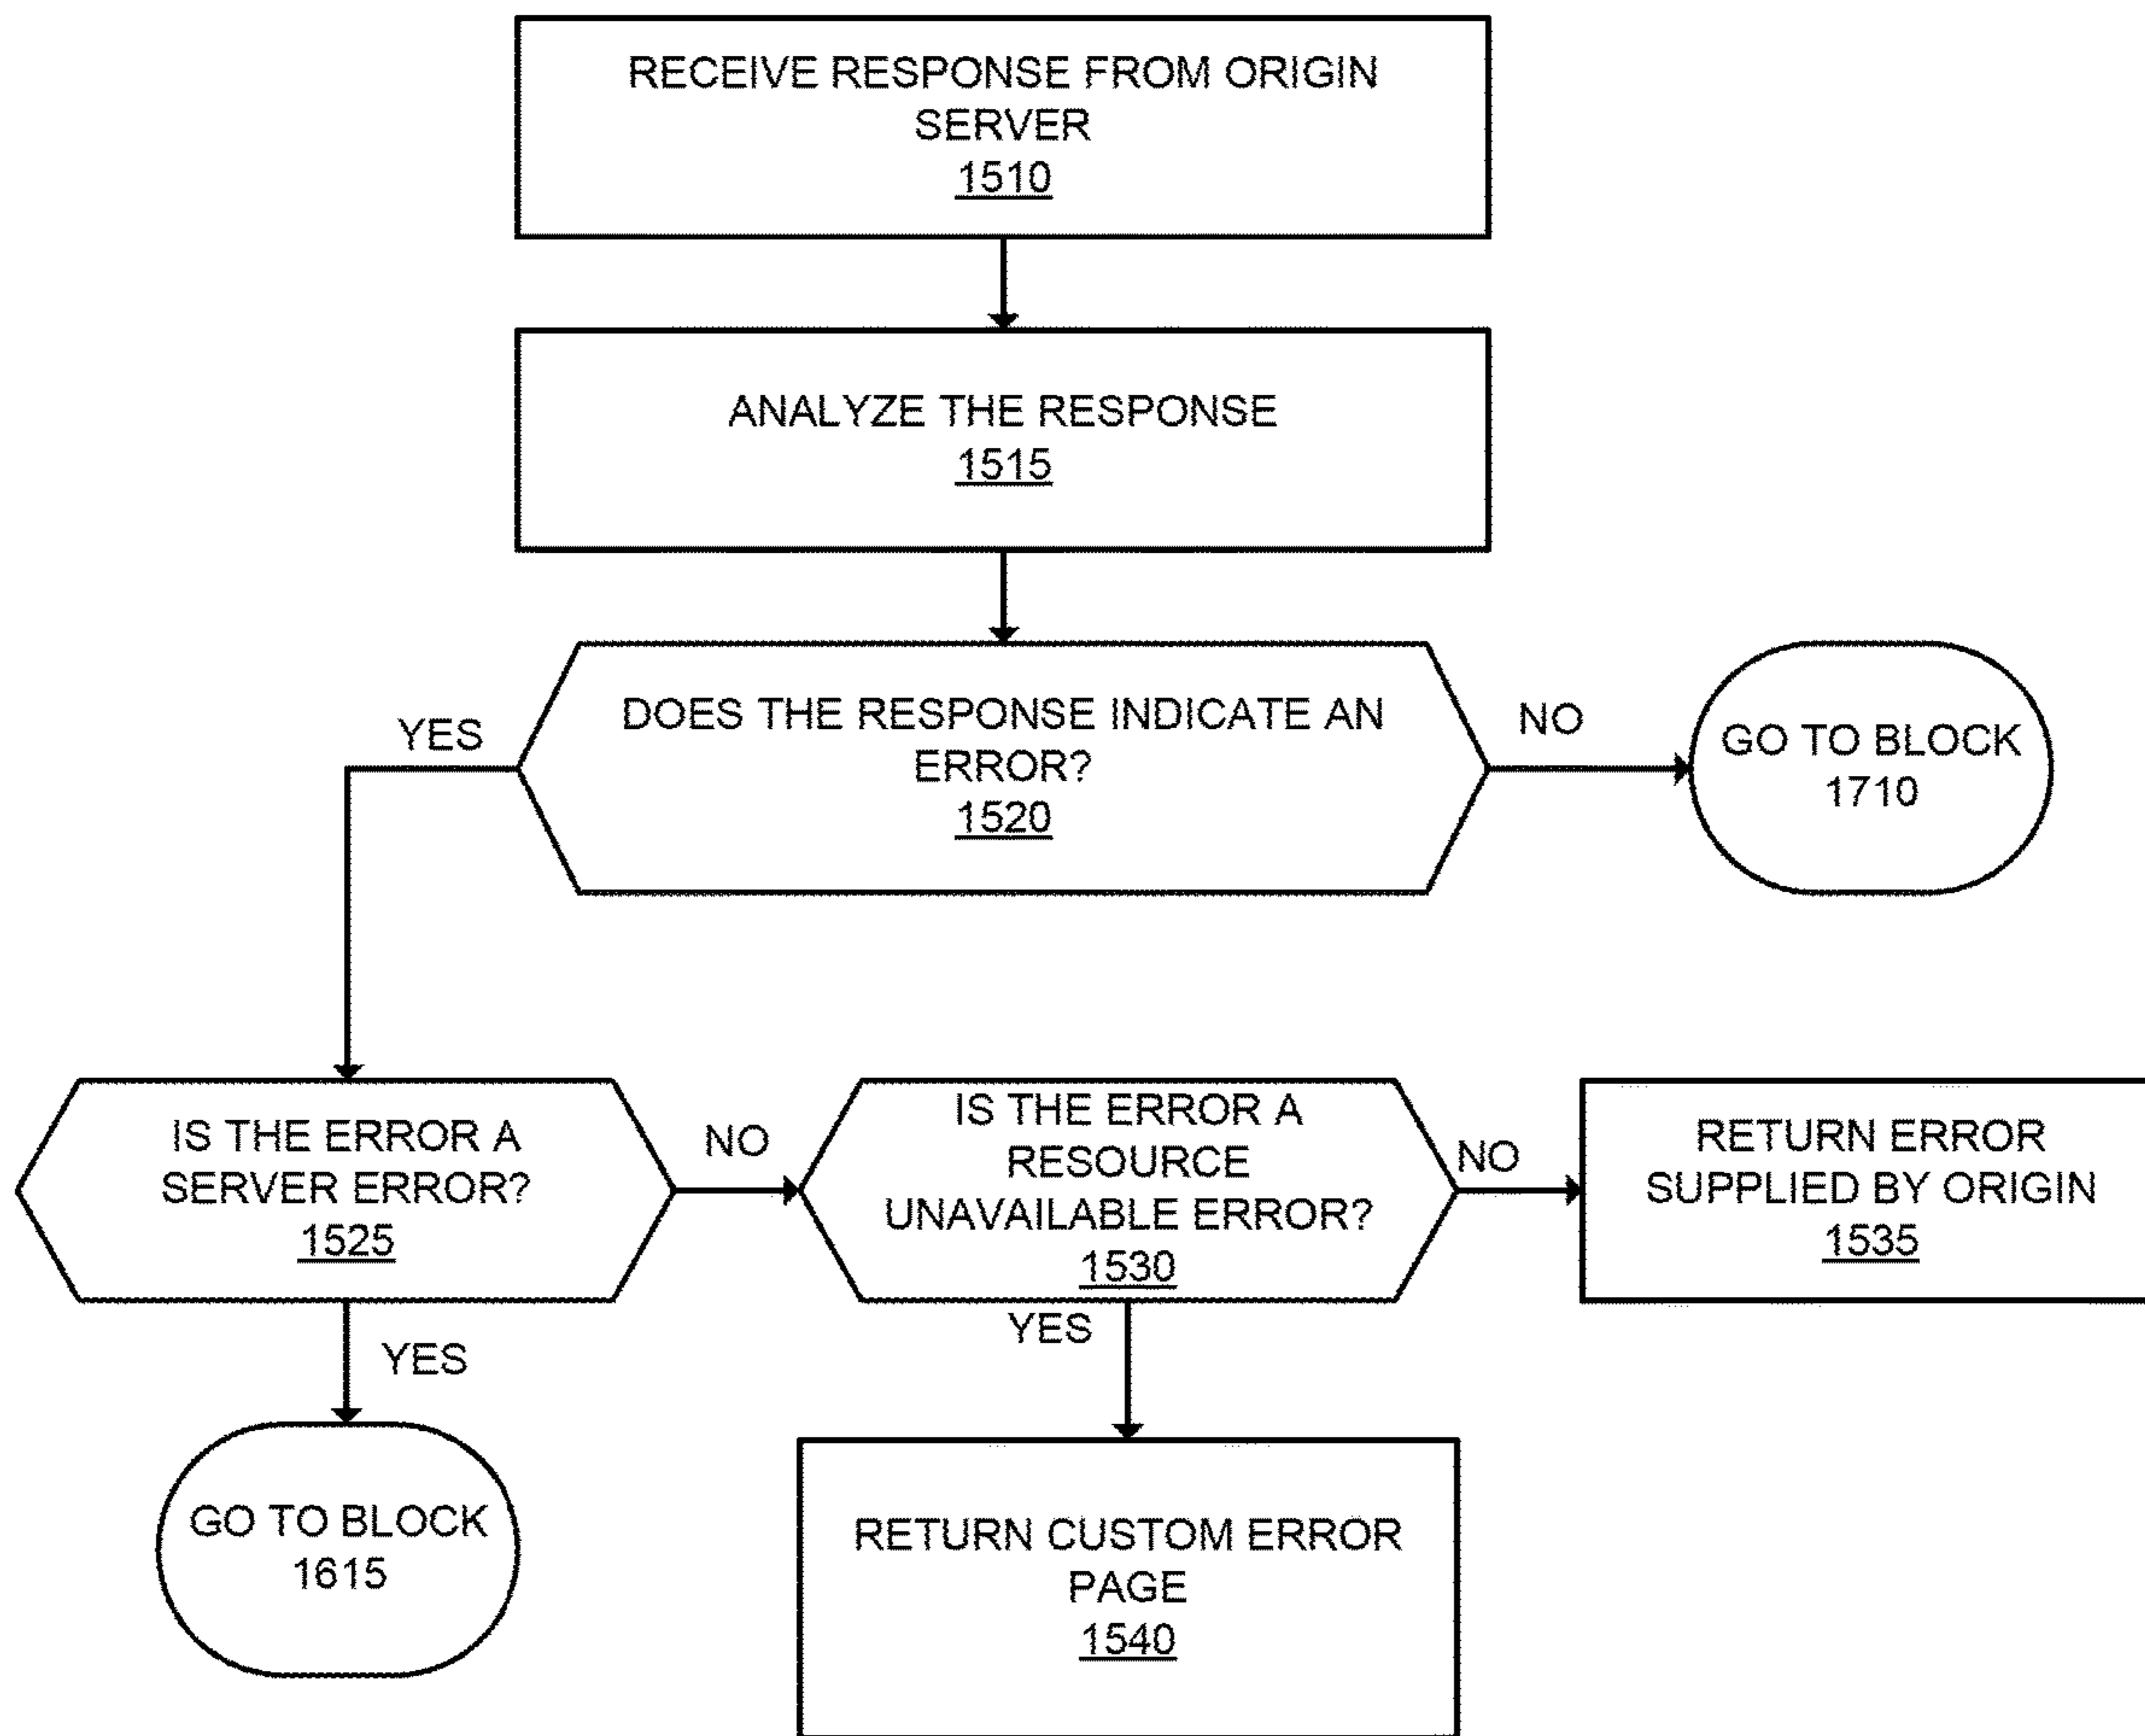 RECEIVE RESPONSE FROM ORIGIN
SERVER
1510
ANALYZE THE RESPONSE
1515
YES
DOES THE RESPONSE INDICATE AN
ERROR?
1520
NO
GO TO BLOCK
1710
IS THE ERROR A
SERVER ERROR?
1525
NO
IS THE ERROR A
RESOURCE
UNAVAILABLE ERROR?
1530
NO
RETURN ERROR
SUPPLIED BY ORIGIN
1535
YES
YES
GO TO BLOCK
1615
RETURN CUSTOM ERROR
PAGE
1540